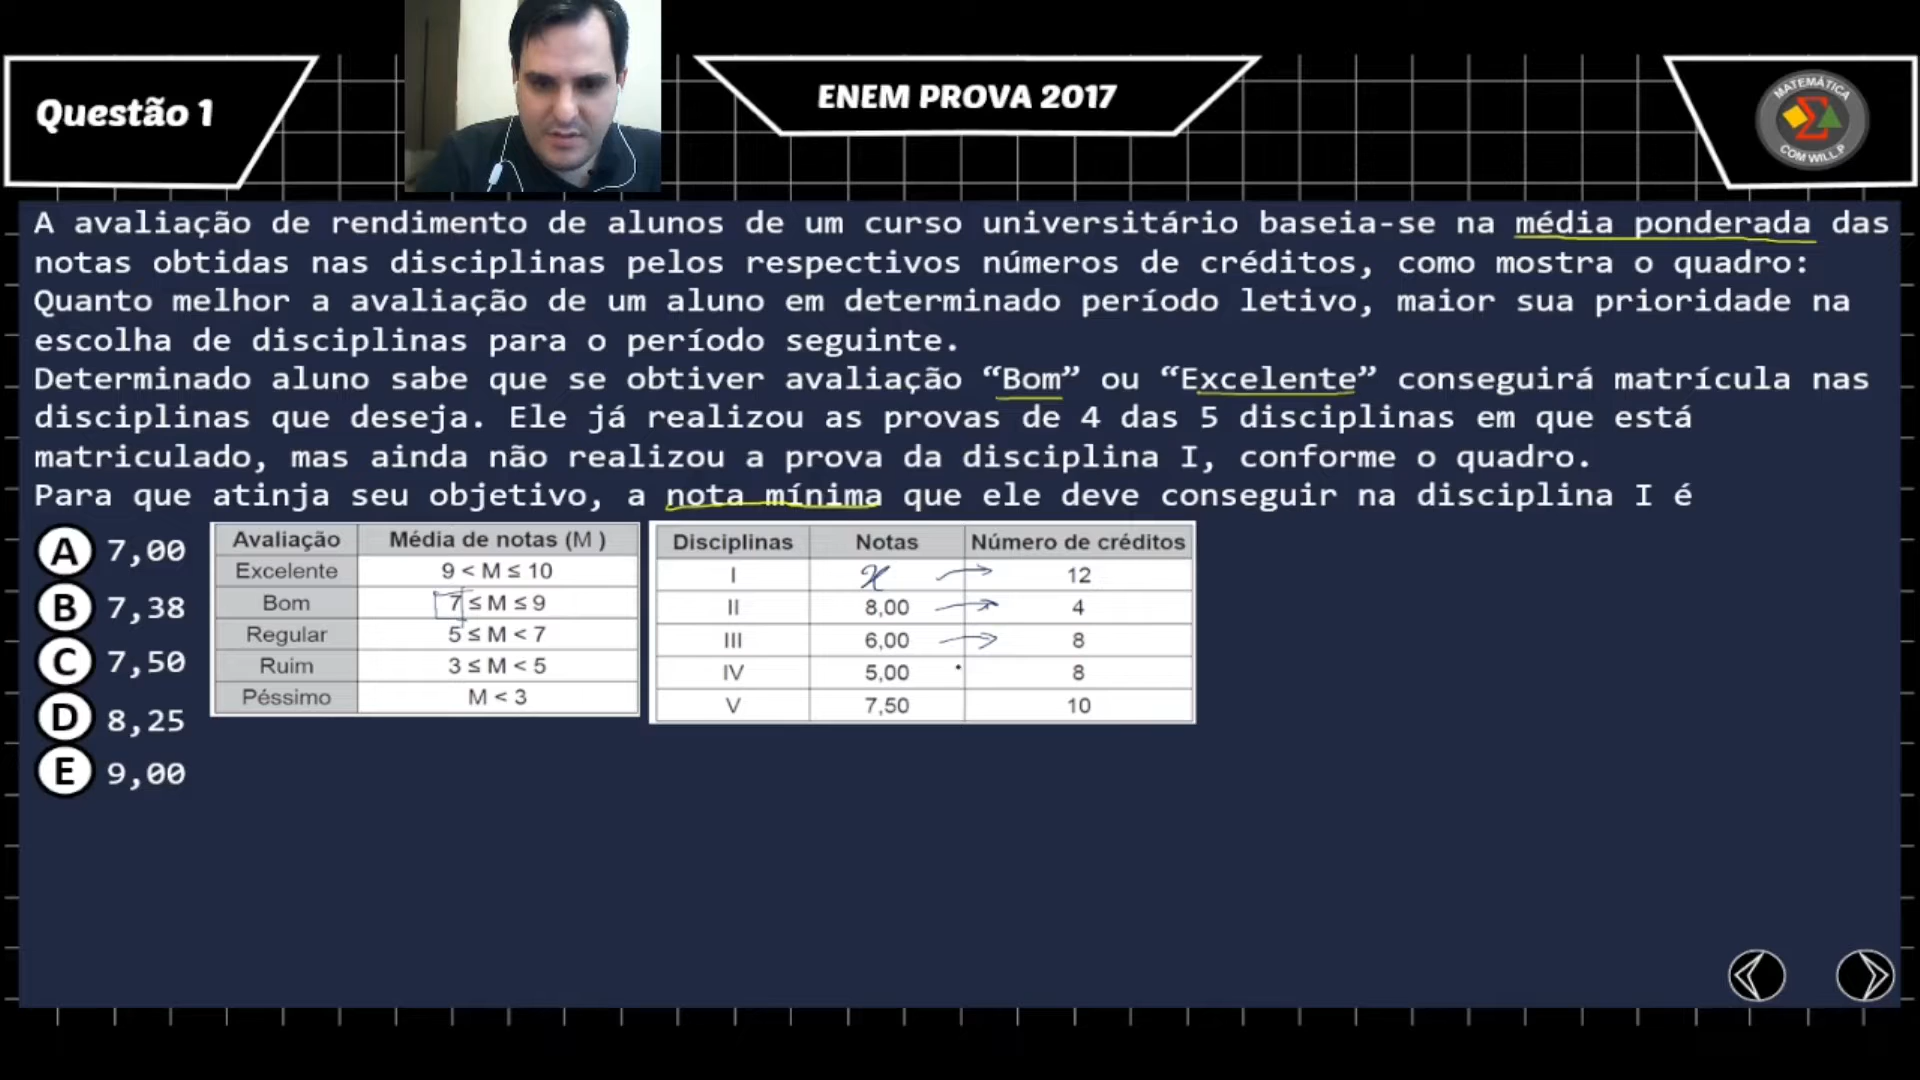 Questão 1
ENEM PROVA 2017
MATEMÁTICA
COM WILL.P
A avaliação de rendimento de alunos de um curso universitário baseia-se na média ponderada das
notas obtidas nas disciplinas pelos respectivos números de créditos, como mostra o quadro:
Quanto melhor a avaliação de um aluno em determinado período letivo, maior sua prioridade na
escolha de disciplinas para o período seguinte.
Determinado aluno sabe que se obtiver avaliação “Bom” ou “Excelente” conseguirá matrícula nas
disciplinas que deseja. Ele já realizou as provas de 4 das 5 disciplinas em que está
matriculado, mas ainda não realizou a prova da disciplina I, conforme o quadro.
Para que atinja seu objetivo, a nota mínima que ele deve conseguir na disciplina I é
A 7,00
B 7,38
C 7,50
D 8,25
E 9,00
Avaliação Média de notas (M )
Excelente 9 < M ≤ 10
Bom 7 ≤ M ≤ 9
Regular 5 ≤ M < 7
Ruim 3 ≤ M < 5
Péssimo M < 3
Disciplinas Notas Número de créditos
I x 12
II 8,00 4
III 6,00 8
IV 5,00 8
V 7,50 10